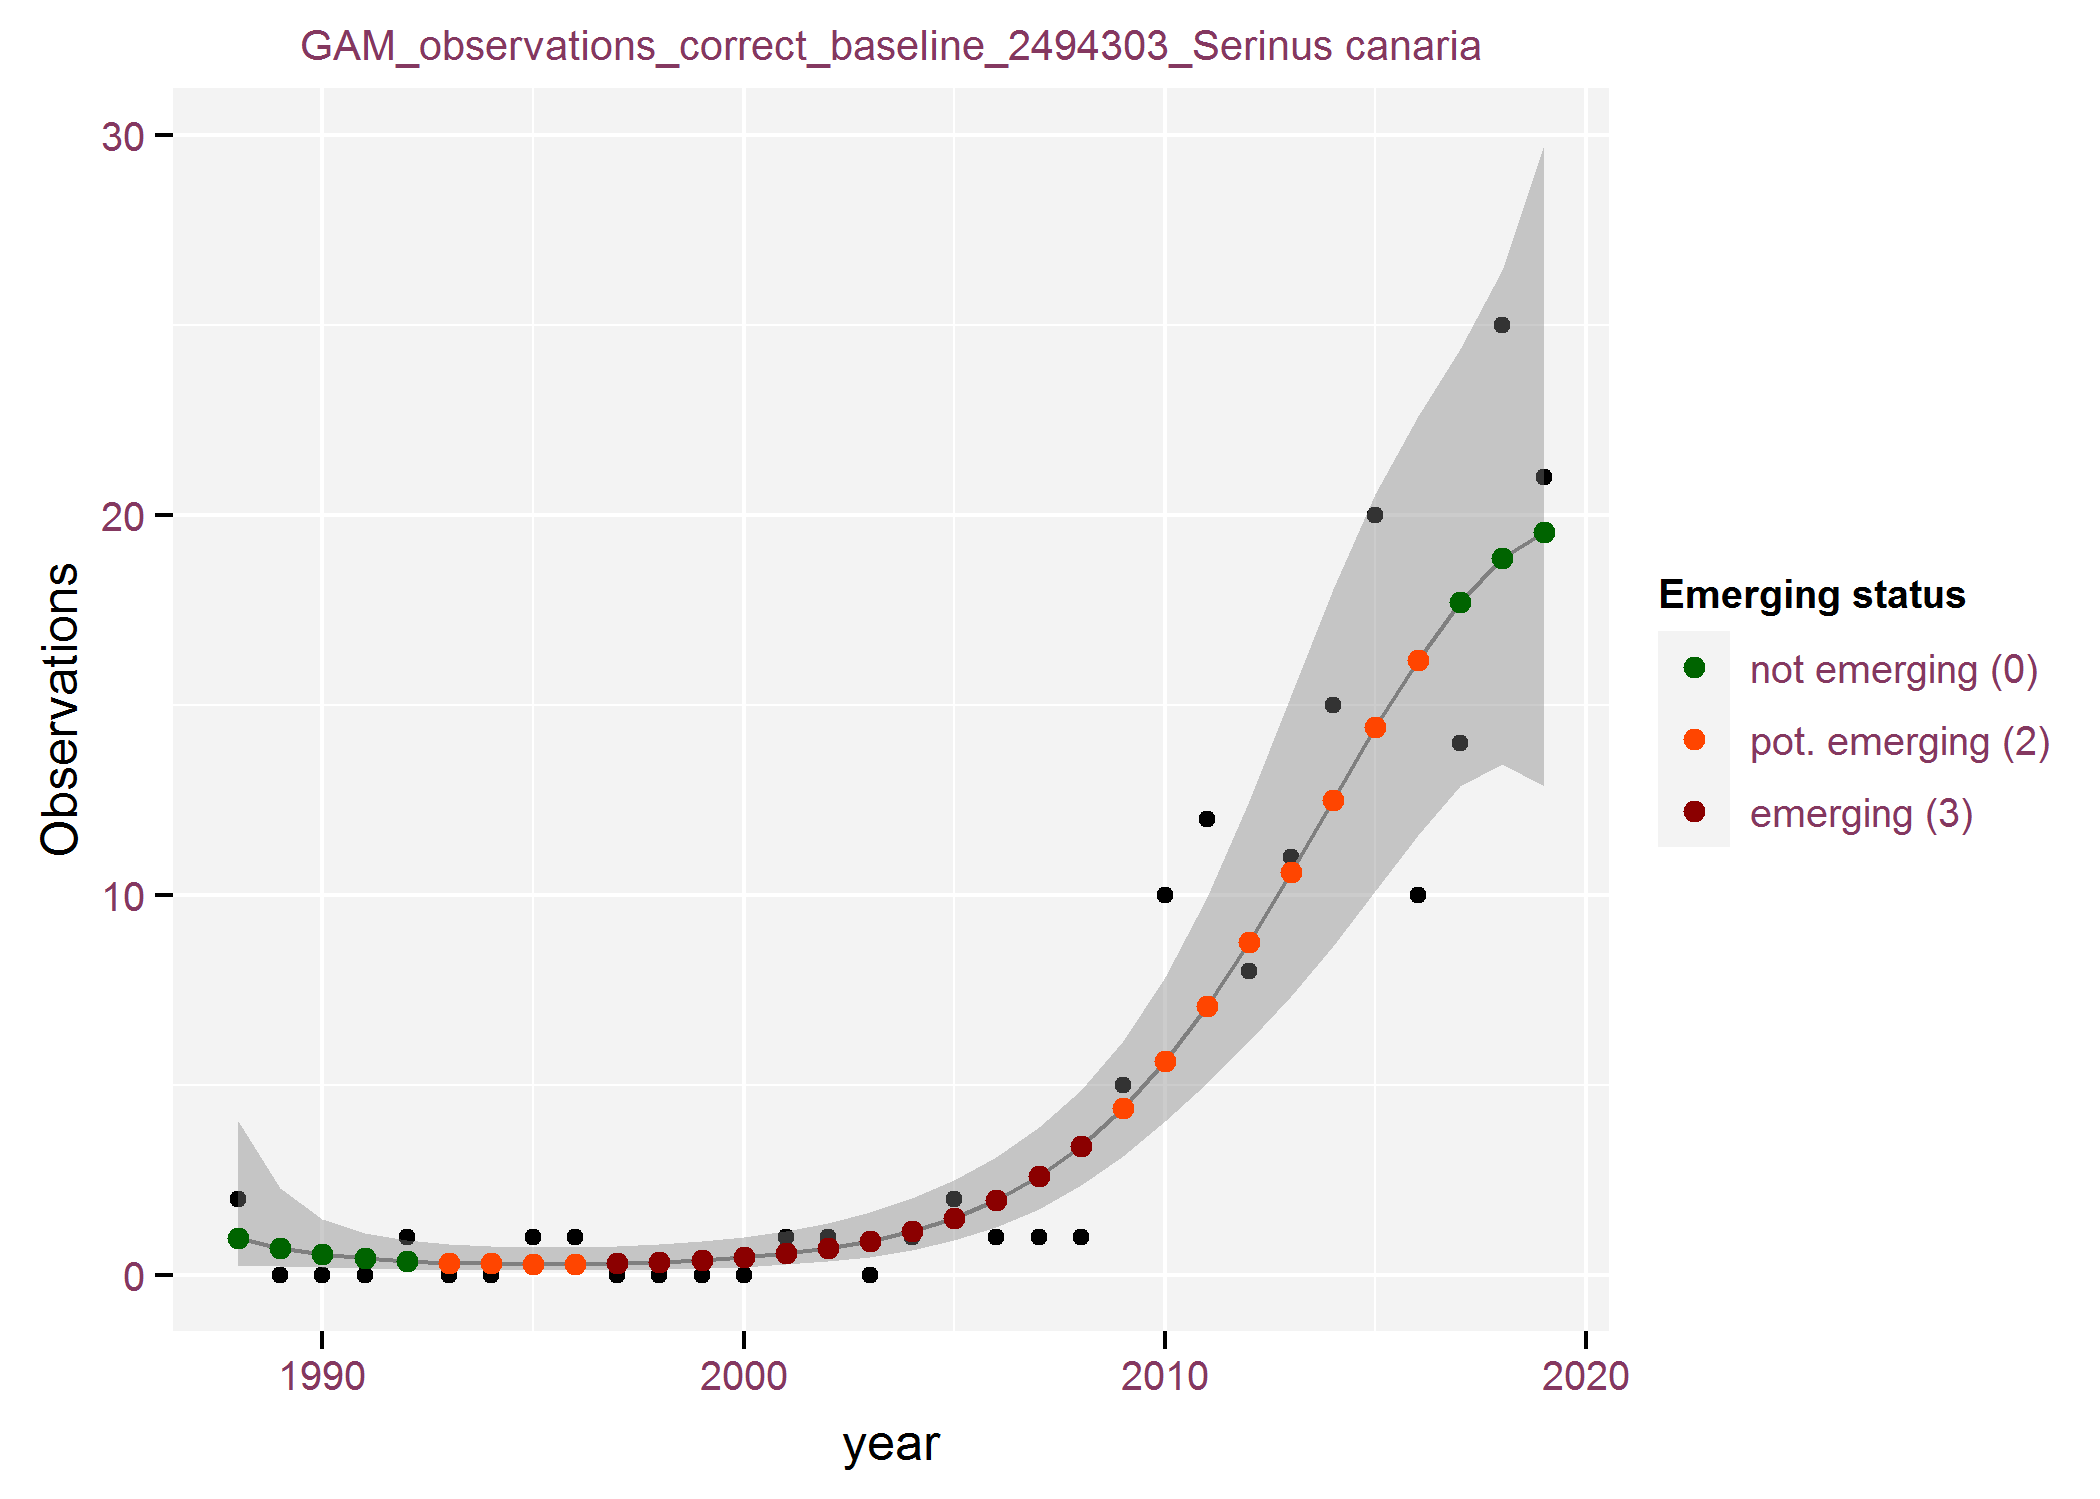 GAM_observations_correct_baseline_2494303_Serinus canaria
30
20
10
0
Observations
1990
2000
2010
2020
year
Emerging status
not emerging (0)
pot. emerging (2)
emerging (3)